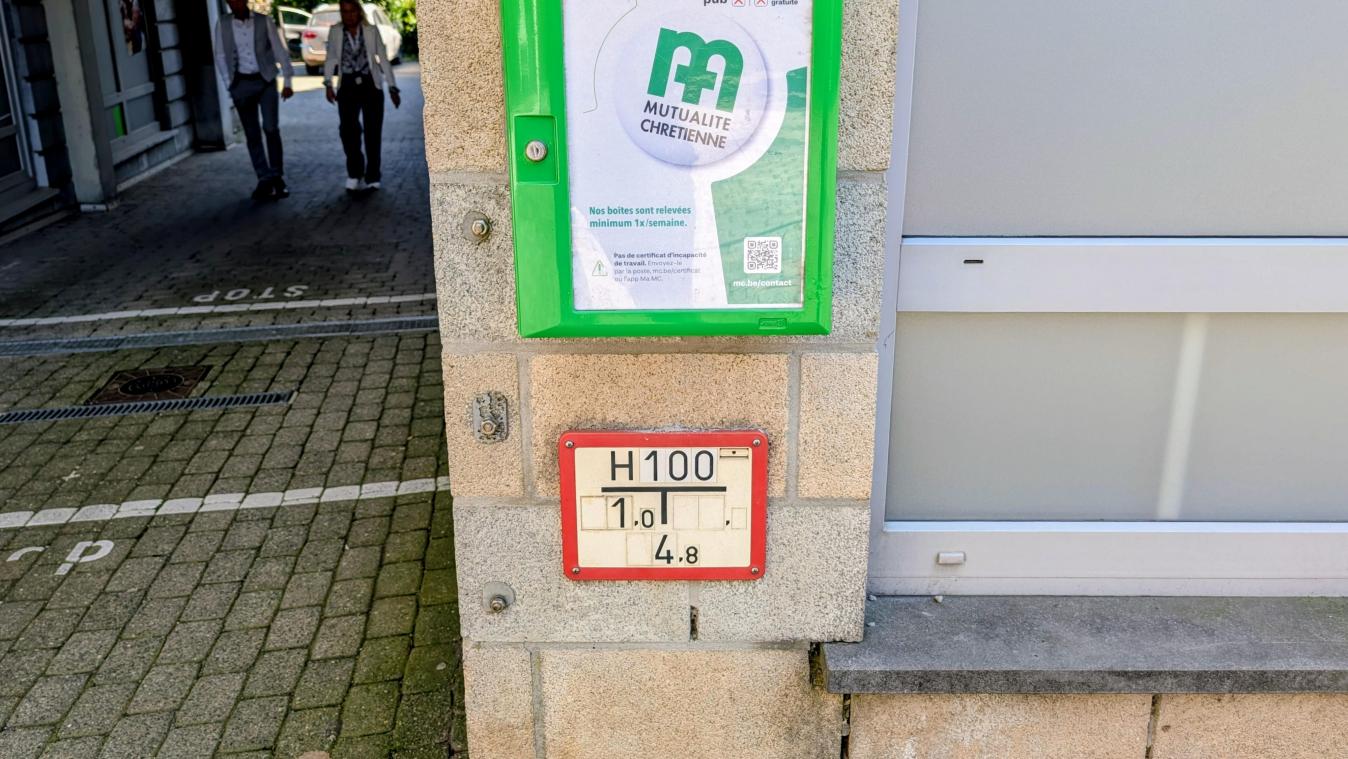 pub
gratuite
MUTUALITE
CHRETIENNE
Nos boîtes sont relevées
minimum 1x/semaine.
Pas de certificat d'incapacité
de travail. Envoyez-le
par la poste, mc.be/certificat
ou l'app Ma MC.
mc.be/contact
H100
1,0 ,
4,8
STOP
P